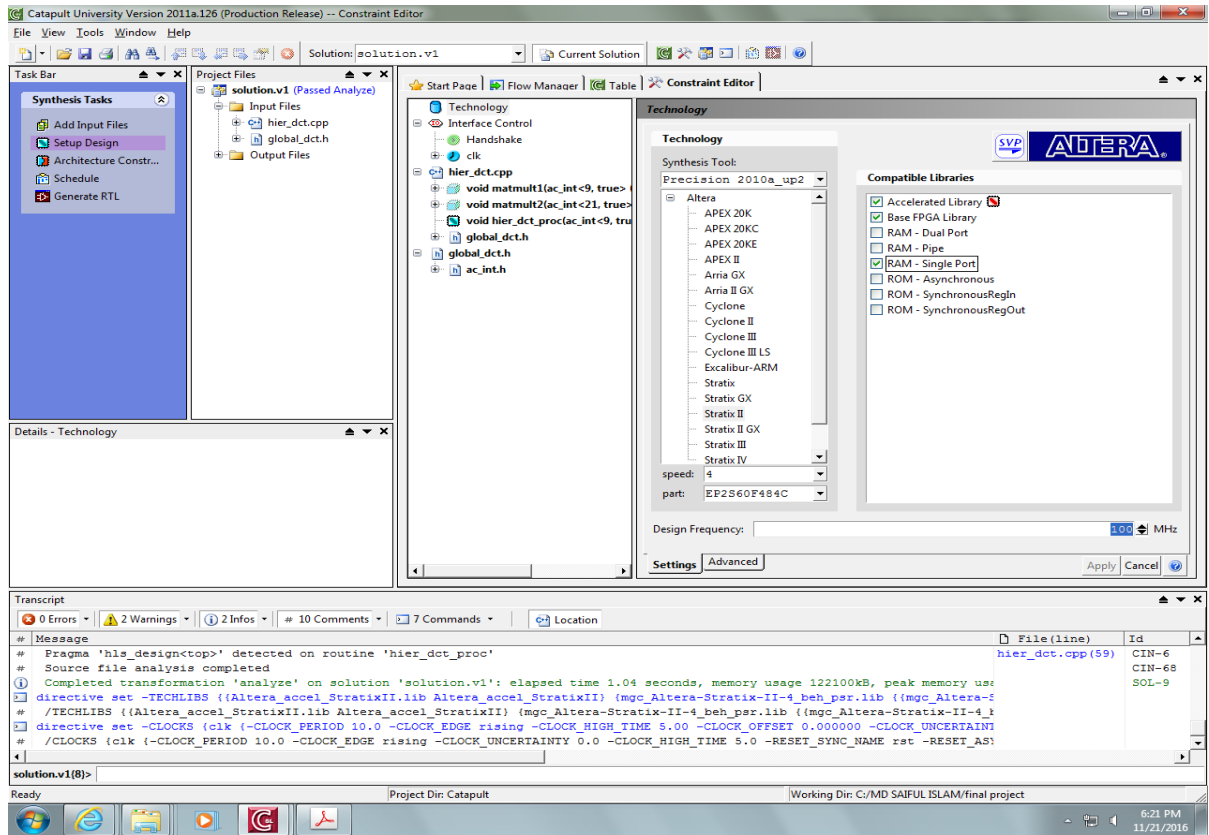 Catapult University Version 2011a.126 (Production Release) -- Constraint Editor
File View Tools Window Help
Solution: solution.v1 Current Solution
Task Bar
Synthesis Tasks
Add Input Files
Setup Design
Architecture Constr...
Schedule
Generate RTL
Project Files
solution.v1 (Passed Analyze)
Input Files
hier_dct.cpp
global_dct.h
Output Files
Details - Technology
Start Page Flow Manager Table Constraint Editor
Technology
Interface Control
Handshake
clk
hier_dct.cpp
void matmult1(ac_int<9, true> (
void matmult2(ac_int<21, true>
void hier_dct_proc(ac_int<9, tru
global_dct.h
global_dct.h
ac_int.h
Technology
Technology
Synthesis Tool:
Precision 2010a_up2
Altera
APEX 20K
APEX 20KC
APEX 20KE
APEX II
Arria GX
Arria II GX
Cyclone
Cyclone II
Cyclone III
Cyclone III LS
Excalibur-ARM
Stratix
Stratix GX
Stratix II
Stratix II GX
Stratix III
Stratix IV
speed: 4
part: EP2S60F484C
SVP ALTERA
Compatible Libraries
Accelerated Library
Base FPGA Library
RAM - Dual Port
RAM - Pipe
RAM - Single Port
ROM - Asynchronous
ROM - SynchronousRegIn
ROM - SynchronousRegOut
Design Frequency: 100 MHz
Settings Advanced
Apply Cancel
Transcript
0 Errors 2 Warnings 2 Infos # 10 Comments 7 Commands Location
# Message File(line) Id
# Pragma 'hls_design<top>' detected on routine 'hier_dct_proc' hier_dct.cpp(59) CIN-6
# Source file analysis completed CIN-68
Completed transformation 'analyze' on solution 'solution.v1': elapsed time 1.04 seconds, memory usage 122100kB, peak memory usa SOL-9
directive set -TECHLIBS {{Altera_accel_StratixII.lib Altera_accel_StratixII} {mgc_Altera-Stratix-II-4_beh_psr.lib {{mgc_Altera-S
# /TECHLIBS {{Altera_accel_StratixII.lib Altera_accel_StratixII} {mgc_Altera-Stratix-II-4_beh_psr.lib {{mgc_Altera-Stratix-II-4_b
directive set -CLOCKS {clk {-CLOCK_PERIOD 10.0 -CLOCK_EDGE rising -CLOCK_HIGH_TIME 5.00 -CLOCK_OFFSET 0.000000 -CLOCK_UNCERTAINT
# /CLOCKS {clk {-CLOCK_PERIOD 10.0 -CLOCK_EDGE rising -CLOCK_UNCERTAINTY 0.0 -CLOCK_HIGH_TIME 5.0 -RESET_SYNC_NAME rst -RESET_ASY
solution.v1{8}>
Ready Project Dir: Catapult Working Dir: C:/MD SAIFUL ISLAM/final project
6:21 PM
11/21/2016